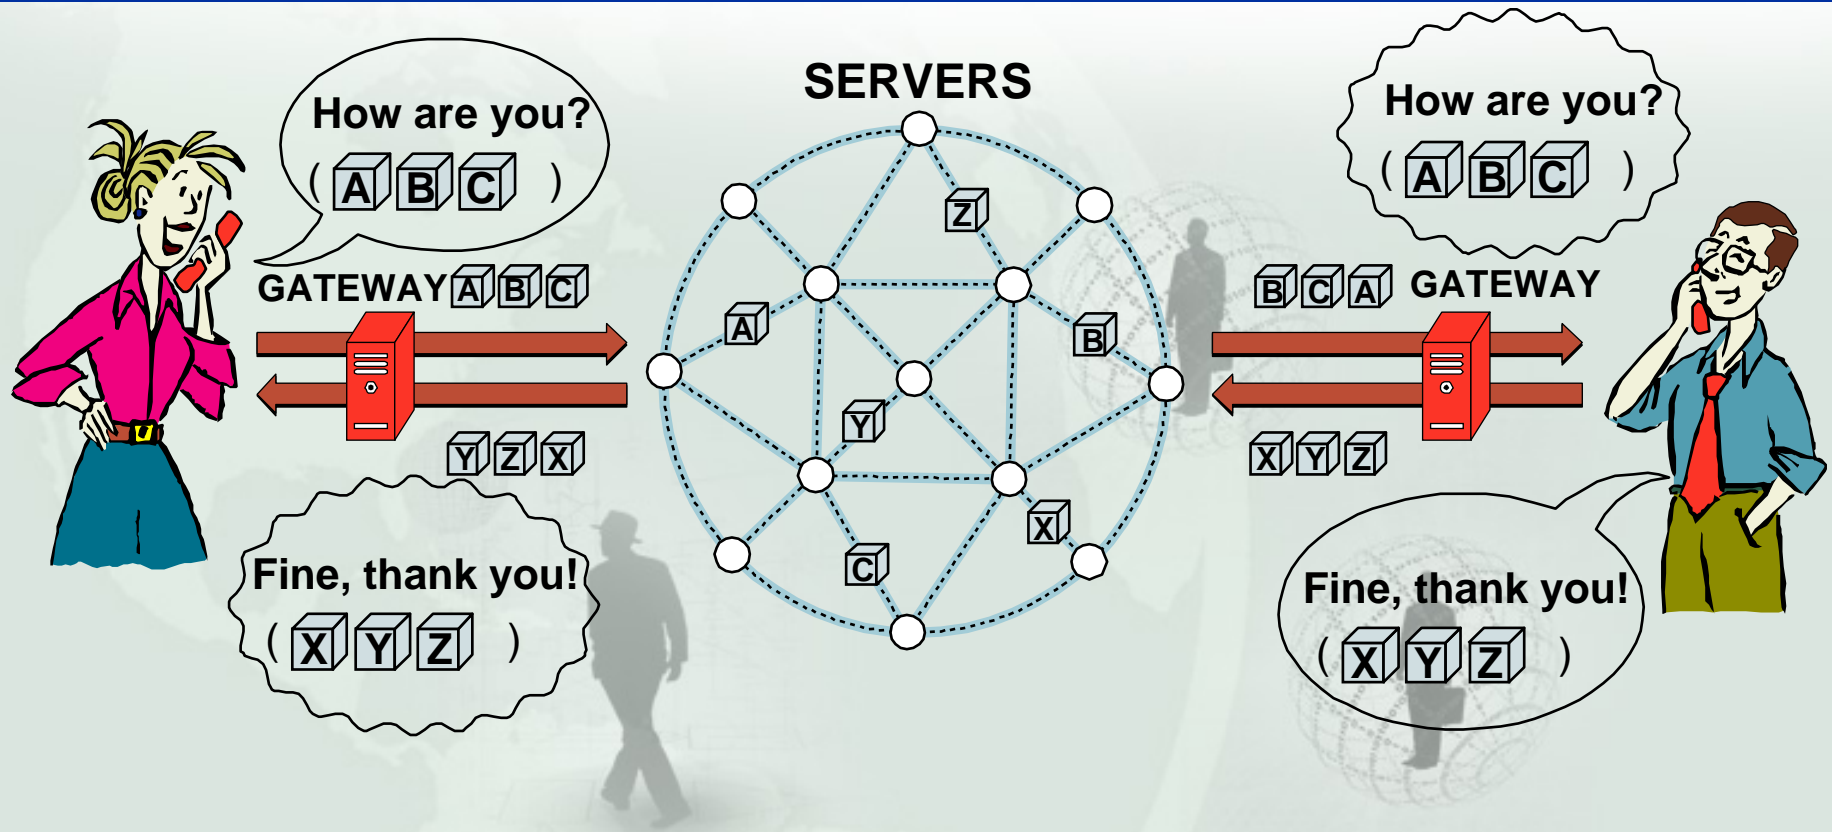 How are you?
( A B C )
GATEWAY A B C
Y Z X
Fine, thank you!
( X Y Z )
SERVERS
Z
A
B
Y
X
C
How are you?
( A B C )
B C A GATEWAY
X Y Z
Fine, thank you!
( X Y Z )